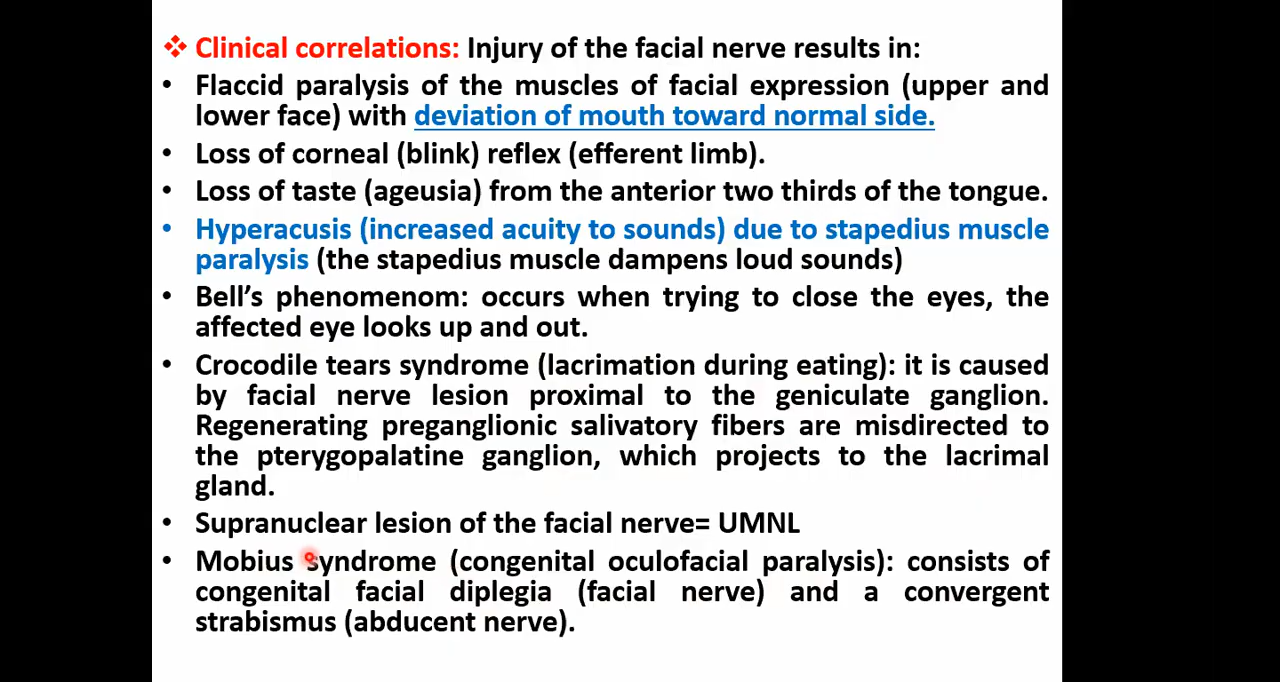 ❖ Clinical correlations: Injury of the facial nerve results in:
• Flaccid paralysis of the muscles of facial expression (upper and
lower face) with deviation of mouth toward normal side.
• Loss of corneal (blink) reflex (efferent limb).
• Loss of taste (ageusia) from the anterior two thirds of the tongue.
• Hyperacusis (increased acuity to sounds) due to stapedius muscle
paralysis (the stapedius muscle dampens loud sounds)
• Bell's phenomenom: occurs when trying to close the eyes, the
affected eye looks up and out.
• Crocodile tears syndrome (lacrimation during eating): it is caused
by facial nerve lesion proximal to the geniculate ganglion.
Regenerating preganglionic salivatory fibers are misdirected to
the pterygopalatine ganglion, which projects to the lacrimal
gland.
• Supranuclear lesion of the facial nerve= UMNL
• Mobius syndrome (congenital oculofacial paralysis): consists of
congenital facial diplegia (facial nerve) and a convergent
strabismus (abducent nerve).